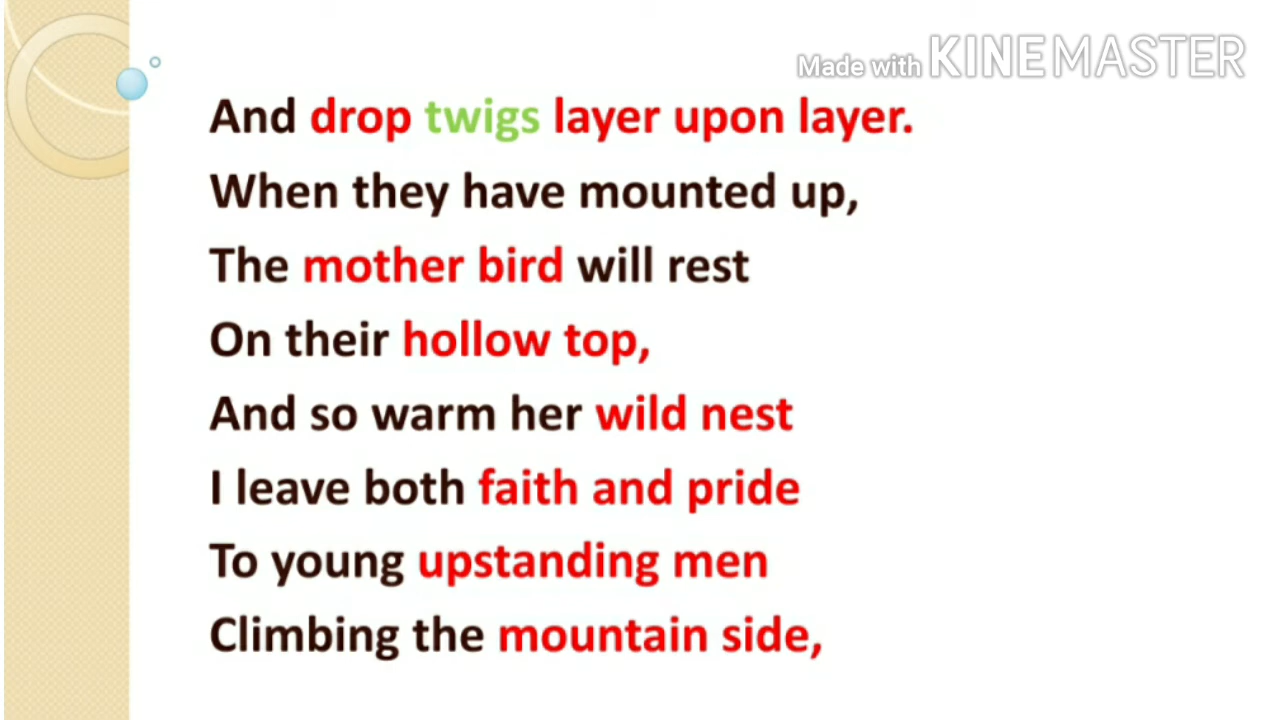 Made with KINEMASTER
And drop twigs layer upon layer.
When they have mounted up,
The mother bird will rest
On their hollow top,
And so warm her wild nest
I leave both faith and pride
To young upstanding men
Climbing the mountain side,